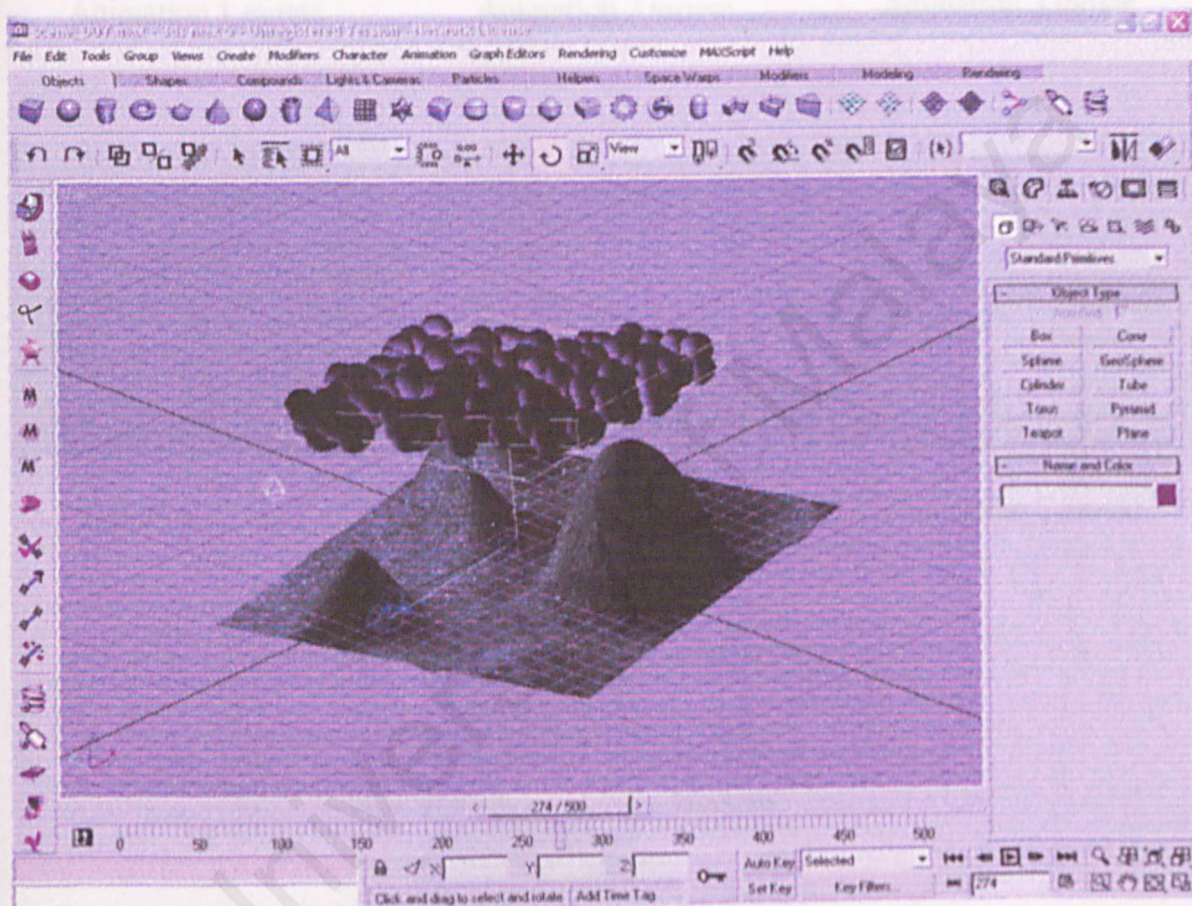 File Edit Tools Group Views Create Modifiers Character Animation Graph Editors Rendering Customize MAXScript Help
Objects Shapes Compounds Lights & Cameras Particles Helpers Space Warps Modifiers Modeling Rendering
All
View
Standard Primitives
- Object Type
Box Cone
Sphere GeoSphere
Cylinder Tube
Torus Pyramid
Teapot Plane
- Name and Color
< 274 / 500 >
0 50 100 150 200 250 300 350 400 450 500
X Y Z Auto Key Selected
Set Key Key Filters... 274
Click and drag to select and rotate Add Time Tag